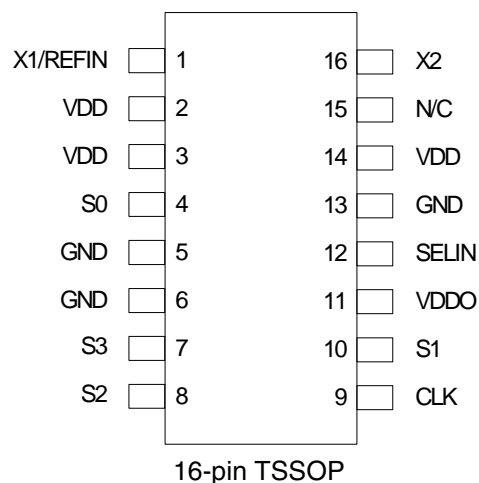 X1/REFIN 1 16 X2
VDD 2 15 N/C
VDD 3 14 VDD
S0 4 13 GND
GND 5 12 SELIN
GND 6 11 VDDO
S3 7 10 S1
S2 8 9 CLK
16-pin TSSOP